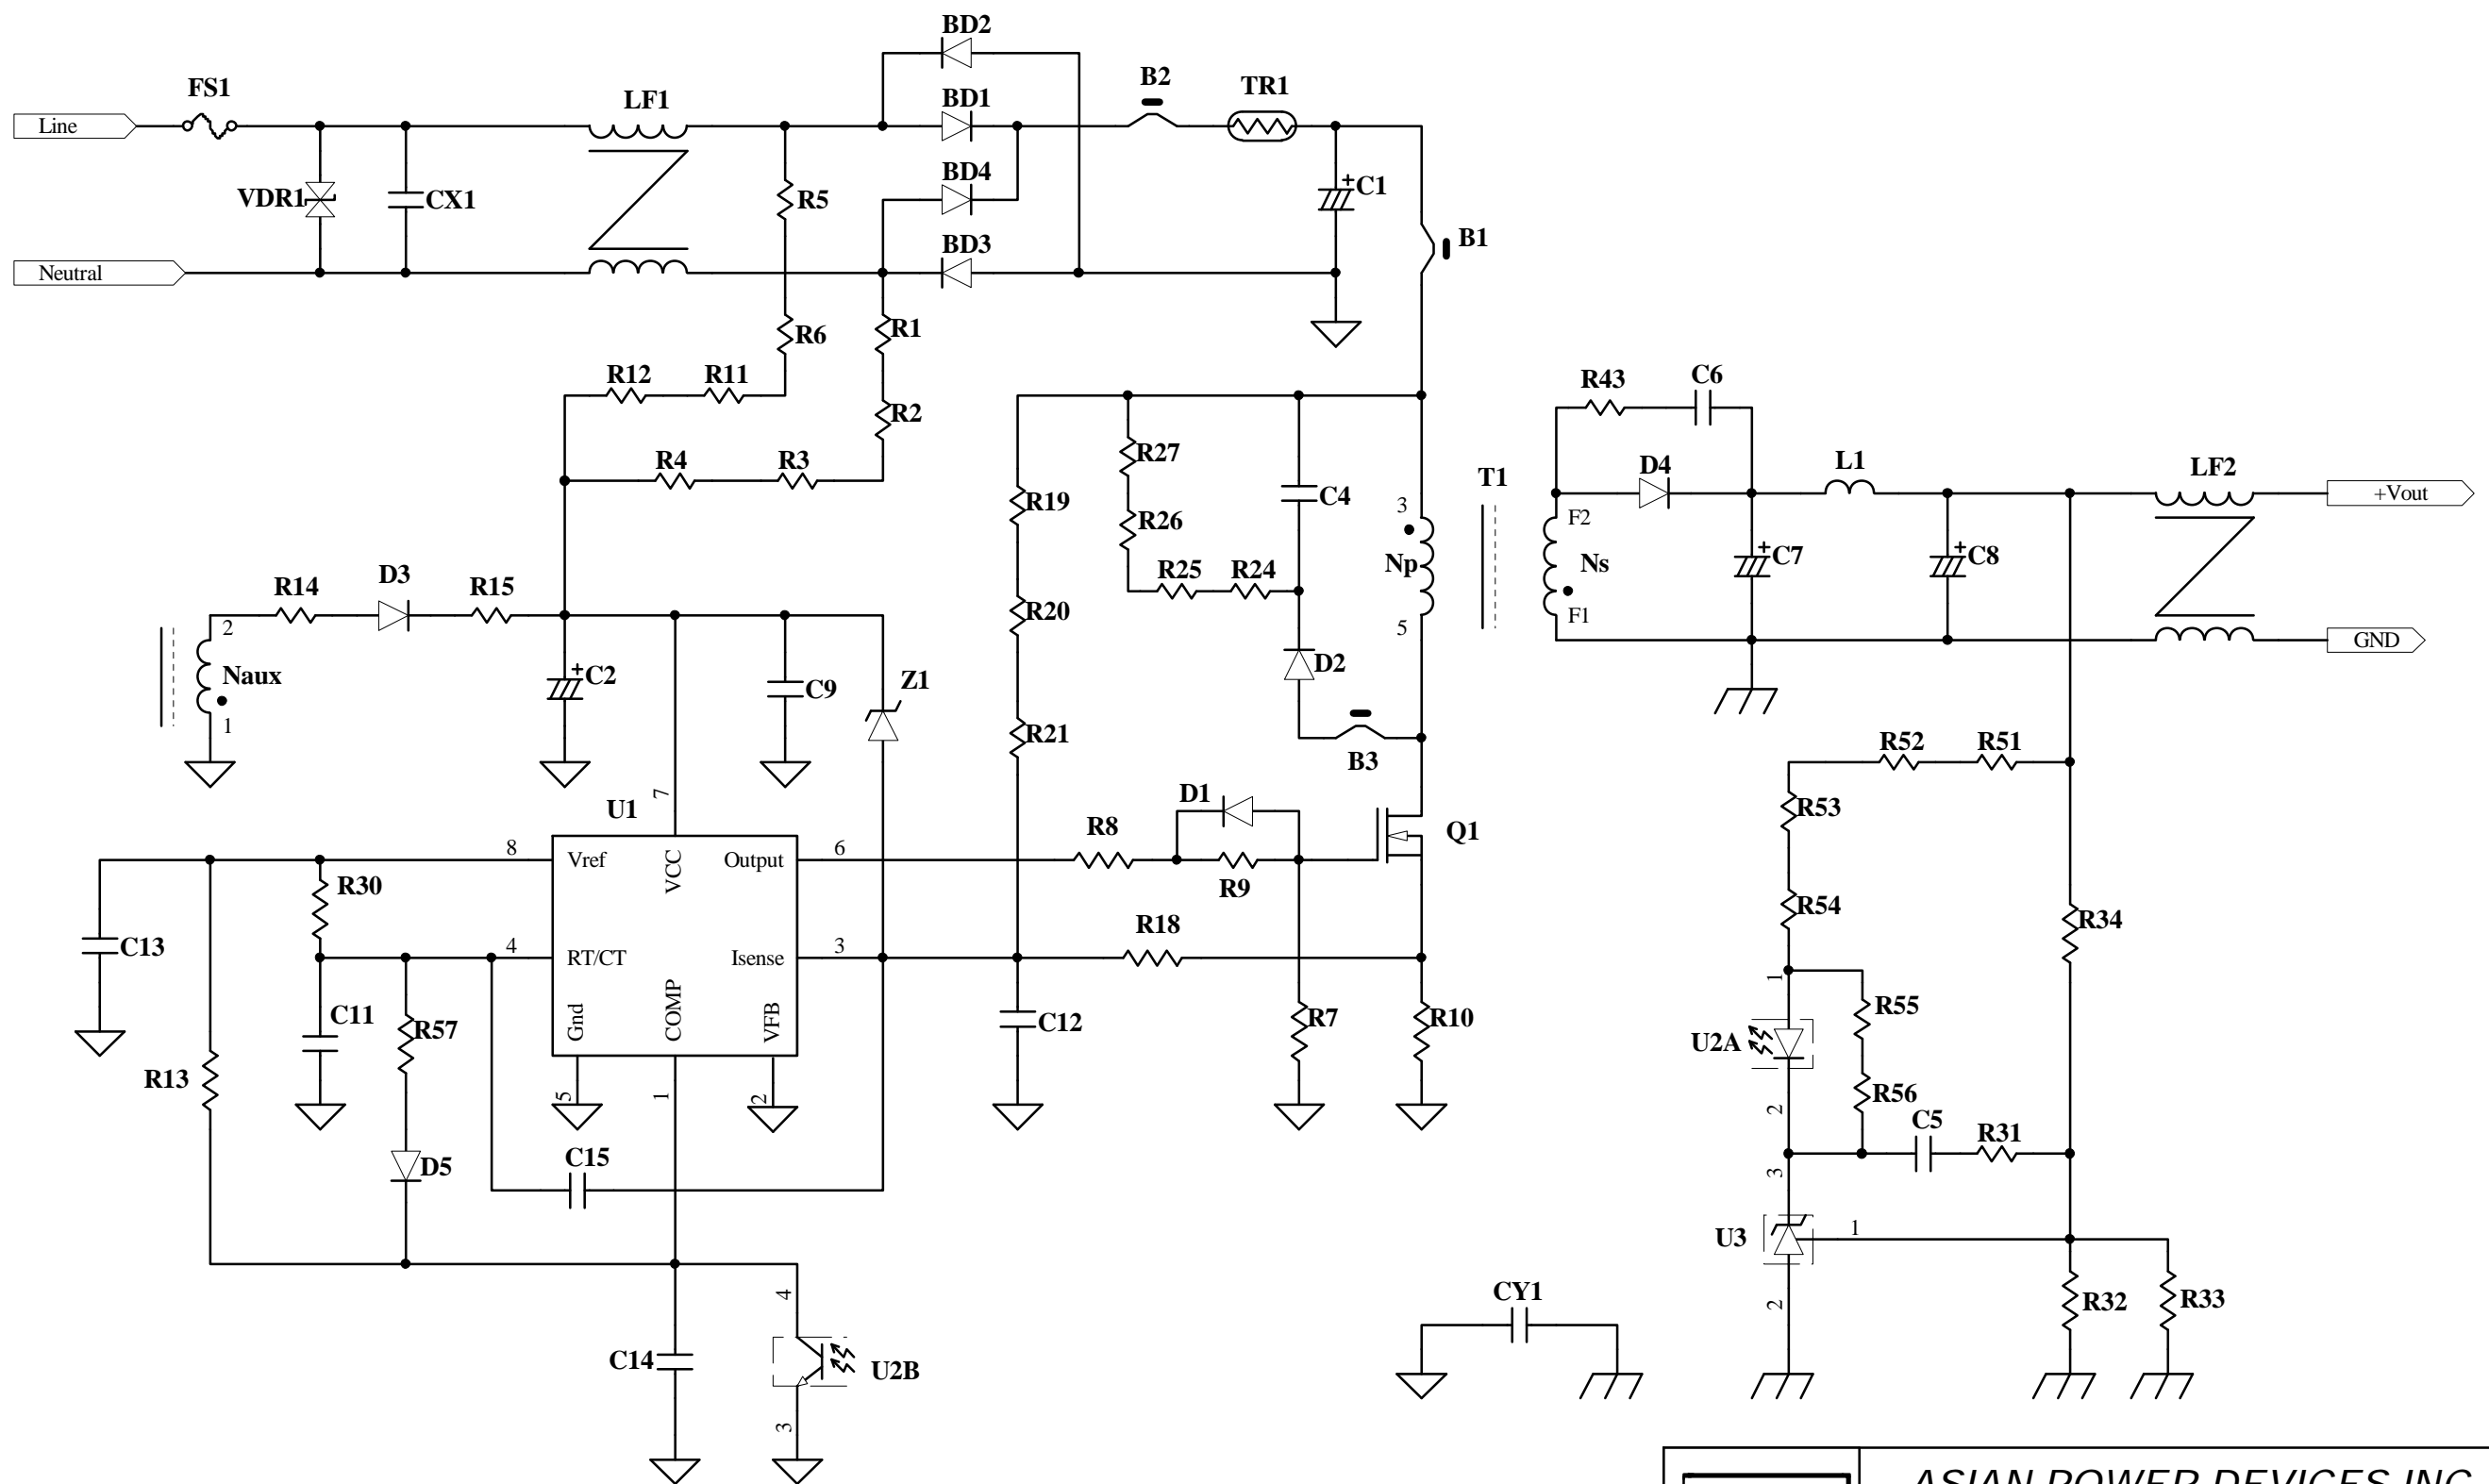 BD2
FS1
LF1
BD1
B2
TR1
Line
VDR1
CX1
R5
BD4
C1
BD3
B1
Neutral
R6
R1
R12
R11
R2
R43
C6
R4
R3
R27
R19
C4
T1
D4
L1
LF2
+Vout
3
F2
R26
Np
Ns
C7
C8
R14
D3
R15
R25
R24
R20
5
F1
2
GND
Naux
C2
C9
Z1
D2
1
R21
B3
R52
R51
7
U1
D1
R53
R8
Q1
8
Vref
VCC
Output
6
R9
R30
R54
R34
C13
R18
4
RT/CT
Isense
3
1
Gnd
COMP
VFB
C11
R57
C12
R7
R10
R55
U2A
R13
5
1
2
2
R56
C5
R31
C15
D5
3
U3
1
4
CY1
2
R32
R33
C14
U2B
3
ASIAN POWER DEVICES INC